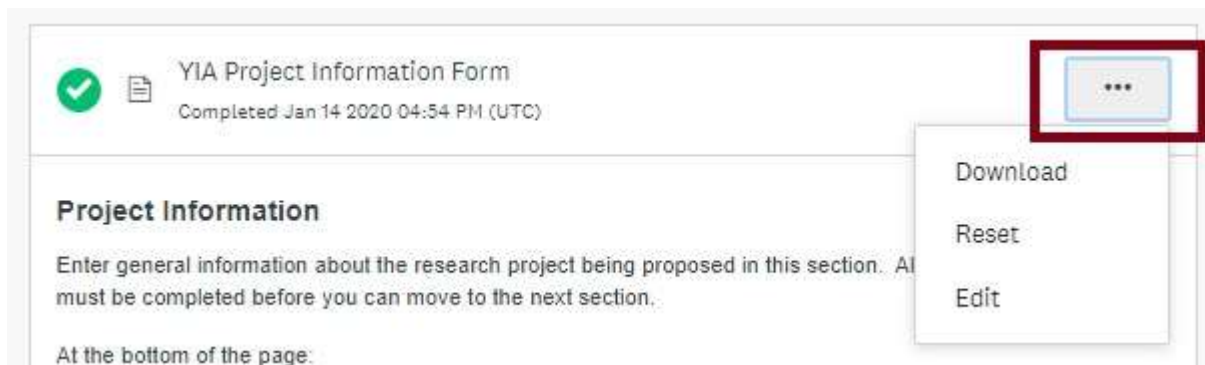 YIA Project Information Form
...
Completed Jan 14 2020 04:54 PM (UTC)
Download
Reset
Edit
Project Information
Enter general information about the research project being proposed in this section.
must be completed before you can move to the next section.
At the bottom of the page: